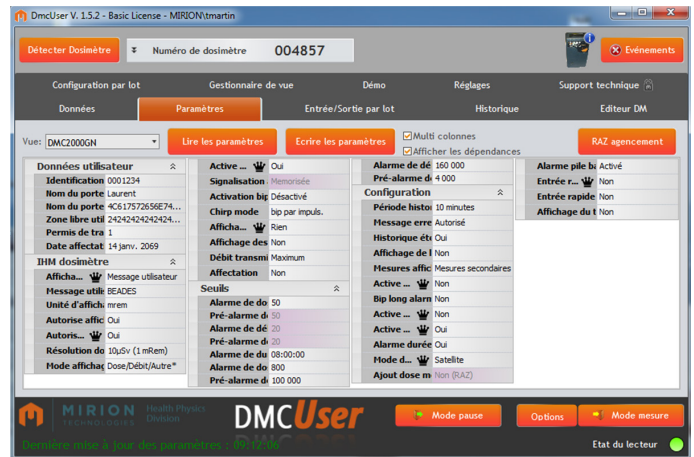 DmcUser V. 1.5.2 - Basic License - MIRION\tmartin
Détecter Dosimètre
Numéro de dosimètre 004857
Evénements
Configuration par lot Gestionnaire de vue Démo Réglages Support technique
Données Paramètres Entrée/Sortie par lot Historique Editeur DM
Vue: DMC2000GN
Lire les paramètres
Ecrire les paramètres
Multi colonnes
Afficher les dépendances
RAZ agencement
Données utilisateur
Identification 0001234
Nom du porte Laurent
Nom du porte 4C617572656E74...
Zone libre util 24242424242424...
Permis de tra 1
Date affectat 14 janv. 2069
IHM dosimètre
Afficha... Message utilisateur
Message utilis BEADES
Unité d'afficha mrem
Autorise affic Oui
Autoris... Oui
Résolution do 10µSv (1 mRem)
Mode affichag Dose/Débit/Autre*
Active ... Oui
Signalisation Memorisée
Activation bip Désactivé
Chirp mode bip par impuls.
Afficha... Rien
Affichage des Non
Débit transmi Maximum
Affectation Non
Seuils
Alarme de do 50
Pré-alarme de 50
Alarme de dé 20
Pré-alarme de 20
Alarme de du 08:00:00
Alarme de do 800
Pré-alarme de 100 000
Alarme de dé 160 000
Pré-alarme de 4 000
Configuration
Période histor 10 minutes
Message erre Autorisé
Historique éte Oui
Affichage de l Non
Mesures affic Mesures secondaires
Active ... Non
Bip long alarm Non
Active ... Non
Active ... Oui
Alarme durée Oui
Mode d... Satellite
Ajout dose m Non (RAZ)
Alarme pile ba Activé
Entrée r... Non
Entrée rapide Non
Affichage du t Non
MIRION
TECHNOLOGIES
Health Physics
Division
DMCUser
Mode pause
Options
Mode mesure
Dernière mise à jour des paramètres : 09:12:06
Etat du lecteur